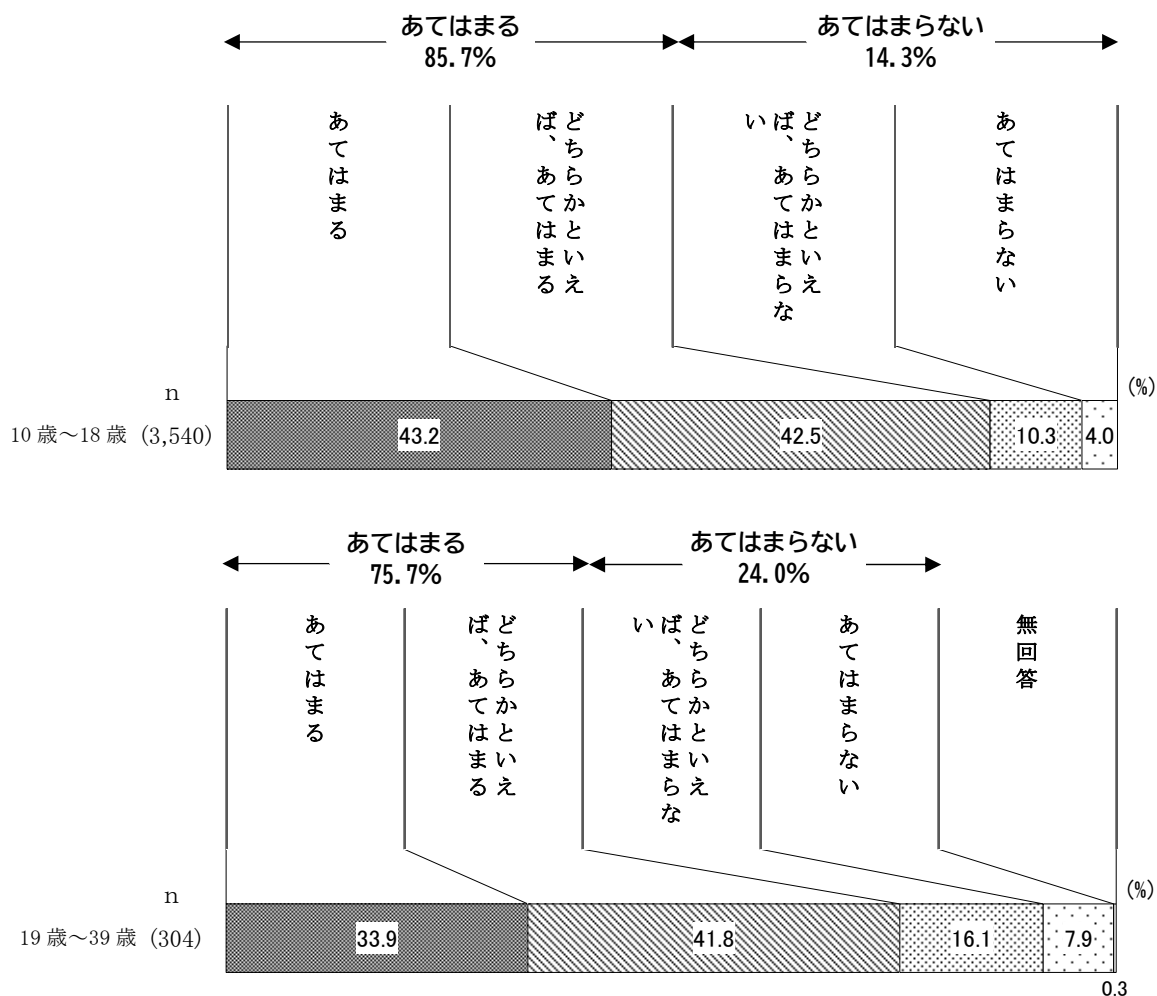 あてはまる
85.7%
あてはまらない
14.3%
あてはまる
どちらかといえ
ば、あてはまる
どちらかといえ
ば、あてはまらな
い
あてはまらない
(%)
n
10歳～18歳 (3,540)
43.2
42.5
10.3
4.0
あてはまる
75.7%
あてはまらない
24.0%
あてはまる
どちらかといえ
ば、あてはまる
どちらかといえ
ば、あてはまらな
い
あてはまらない
無回答
(%)
n
19歳～39歳 (304)
33.9
41.8
16.1
7.9
0.3